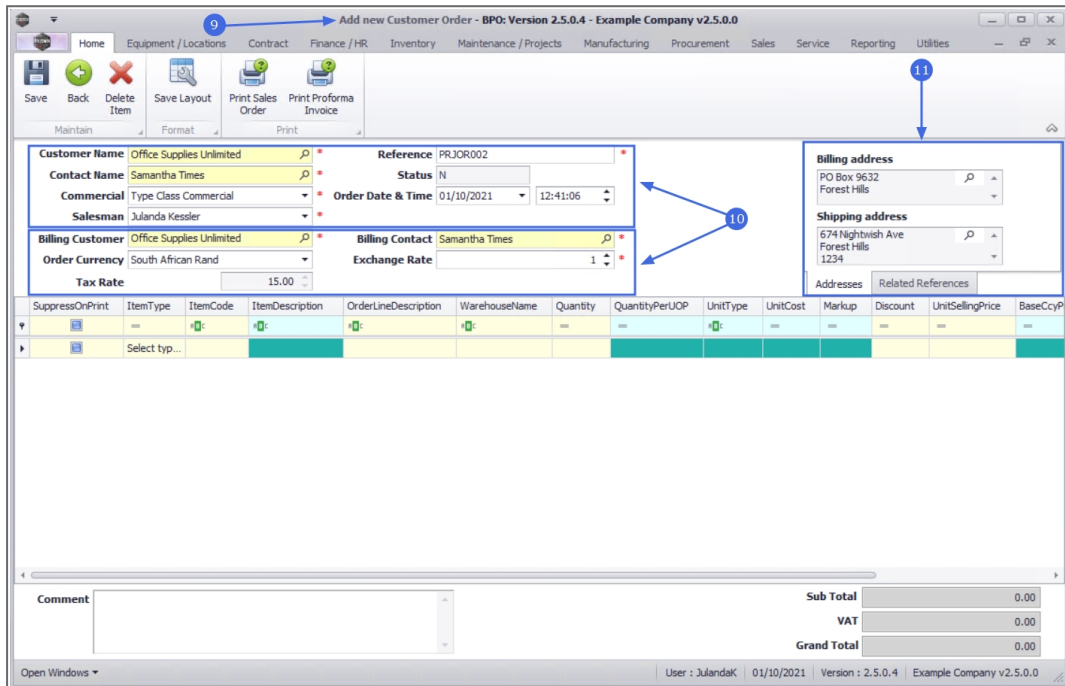 9
Add new Customer Order - BPO: Version 2.5.0.4 - Example Company v2.5.0.0
Home Equipment / Locations Contract Finance / HR Inventory Maintenance / Projects Manufacturing Procurement Sales Service Reporting Utilities
Save Back Delete Item Save Layout Print Sales Order Print Proforma Invoice
Maintain Format Print
11
Customer Name Office Supplies Unlimited * Reference PRJOR002 *
Contact Name Samantha Times * Status N
Commercial Type Class Commercial * Order Date & Time 01/10/2021 12:41:06
Salesman Julanda Kessler *
10
Billing Customer Office Supplies Unlimited * Billing Contact Samantha Times *
Order Currency South African Rand Exchange Rate 1 *
Tax Rate 15.00
Billing address
PO Box 9632
Forest Hills
Shipping address
674 Nightwish Ave
Forest Hills
1234
Addresses Related References
SuppressOnPrint ItemType ItemCode ItemDescription OrderLineDescription WarehouseName Quantity QuantityPerUOP UnitType UnitCost Markup Discount UnitSellingPrice BaseCcyP
Select typ...
Comment
Sub Total 0.00
VAT 0.00
Grand Total 0.00
Open Windows User : JulandaK 01/10/2021 Version : 2.5.0.4 Example Company v2.5.0.0